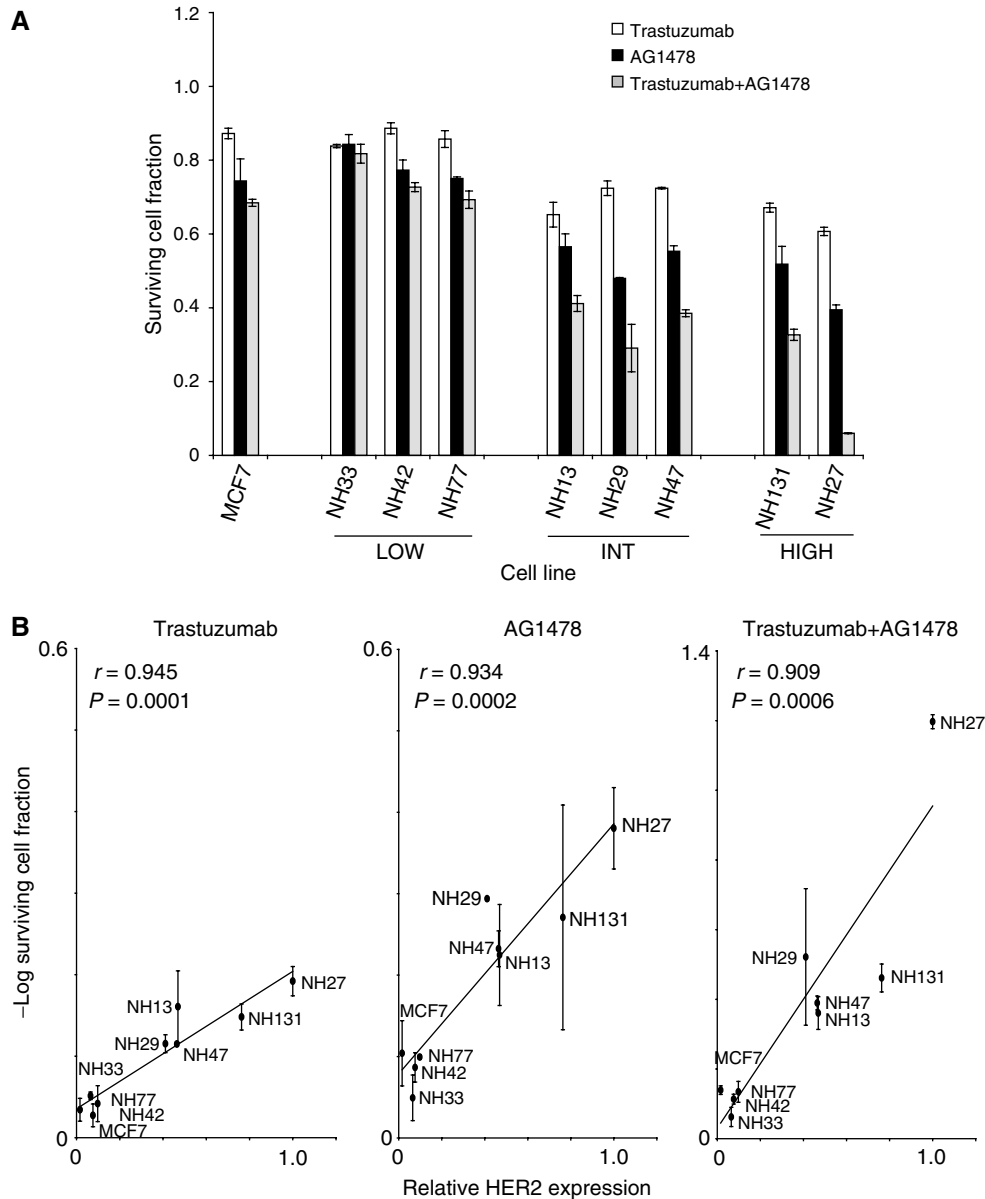 A
1.2
1.0
0.8
0.6
0.4
0.2
0
Surviving cell fraction
Trastuzumab
AG1478
Trastuzumab+AG1478
MCF7
NH33
NH42
NH77
NH13
NH29
NH47
NH131
NH27
LOW
INT
HIGH
Cell line
B
–Log surviving cell fraction
Trastuzumab
0.6
r = 0.945
P = 0.0001
NH27
NH13
NH131
NH29
NH47
NH33
NH77
NH42
MCF7
0
0
1.0
AG1478
0.6
r = 0.934
P = 0.0002
NH27
NH29
NH131
NH47
NH13
MCF7
NH77
NH42
NH33
0
0
1.0
Trastuzumab+AG1478
1.4
r = 0.909
P = 0.0006
NH27
NH29
NH131
NH47
NH13
MCF7
NH77
NH42
NH33
0
0
1.0
Relative HER2 expression